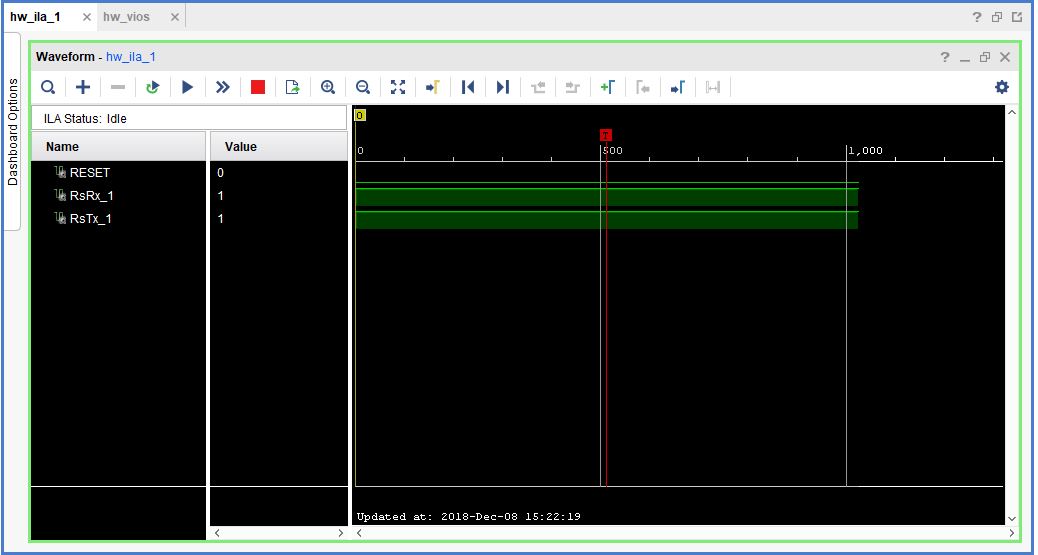 hw_ila_1 × hw_vios ×
Dashboard Options
Waveform - hw_ila_1
ILA Status: Idle
Name Value
RESET 0
RsRx_1 1
RsTx_1 1
0
T
0 500 1,000
Updated at: 2018-Dec-08 15:22:19